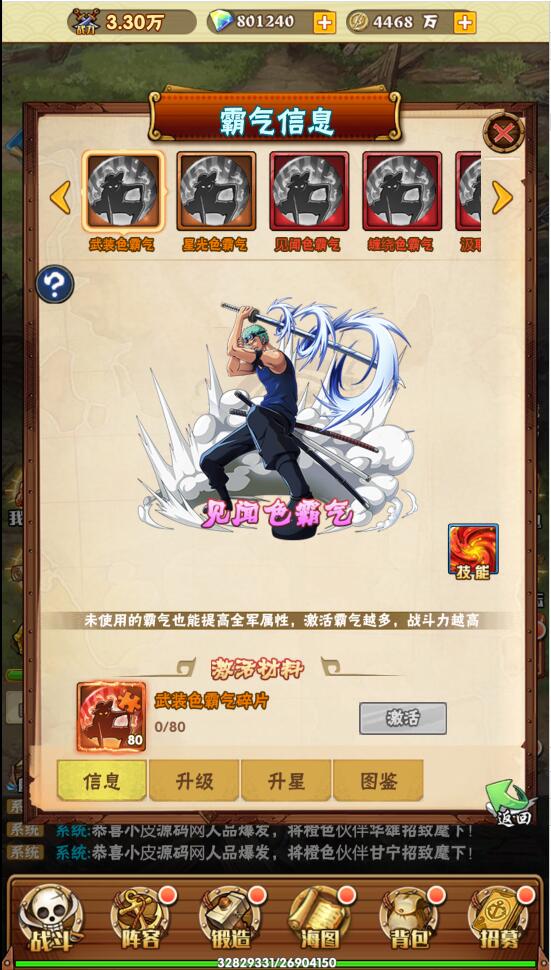 战力 3.30万 801240 4468 万
霸气信息
武装色霸气 星光色霸气 见闻色霸气 缠绕色霸气
?
见闻色霸气
技能
未使用的霸气也能提高全军属性，激活霸气越多，战斗力越高
激活材料
武装色霸气碎片
0/80
80
激活
信息 升级 升星 图鉴
返回
系统 系统:恭喜小皮源码网人品爆发，将橙色伙伴华雄招致麾下！
系统 系统:恭喜小皮源码网人品爆发，将橙色伙伴甘宁招致麾下！
战斗 阵容 锻造 海图 背包 招募
32829331/26904150